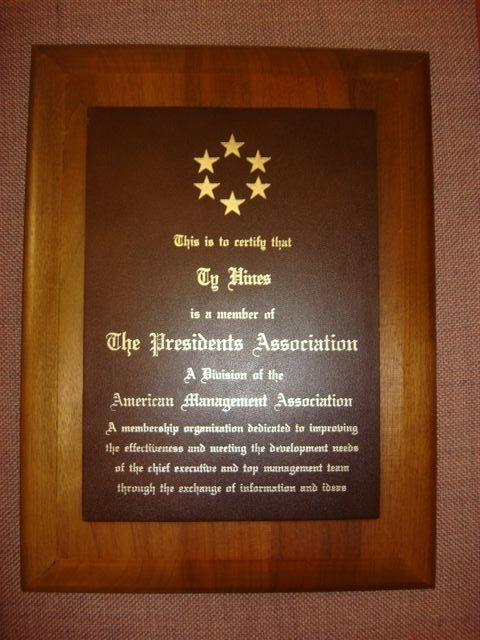 This is to certify that
Ty Hines
is a member of
The Presidents Association
A Division of the
American Management Association
A membership organization dedicated to improving
the effectiveness and meeting the development needs
of the chief executive and top management team
through the exchange of information and ideas